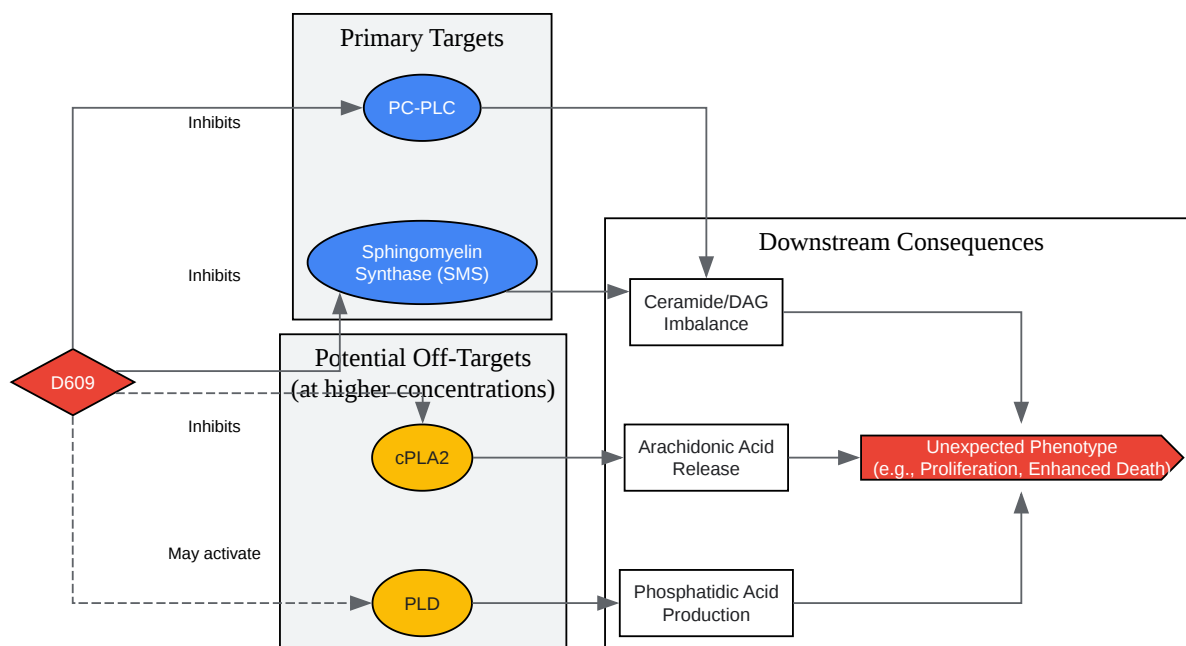 Primary Targets
PC-PLC
Inhibits
Sphingomyelin
Synthase (SMS)
Inhibits
Downstream Consequences
Ceramide/DAG
Imbalance
Potential Off-Targets
(at higher concentrations)
D609
Inhibits
cPLA2
Arachidonic Acid
Release
Unexpected Phenotype
(e.g., Proliferation, Enhanced Death)
May activate
PLD
Phosphatidic Acid
Production